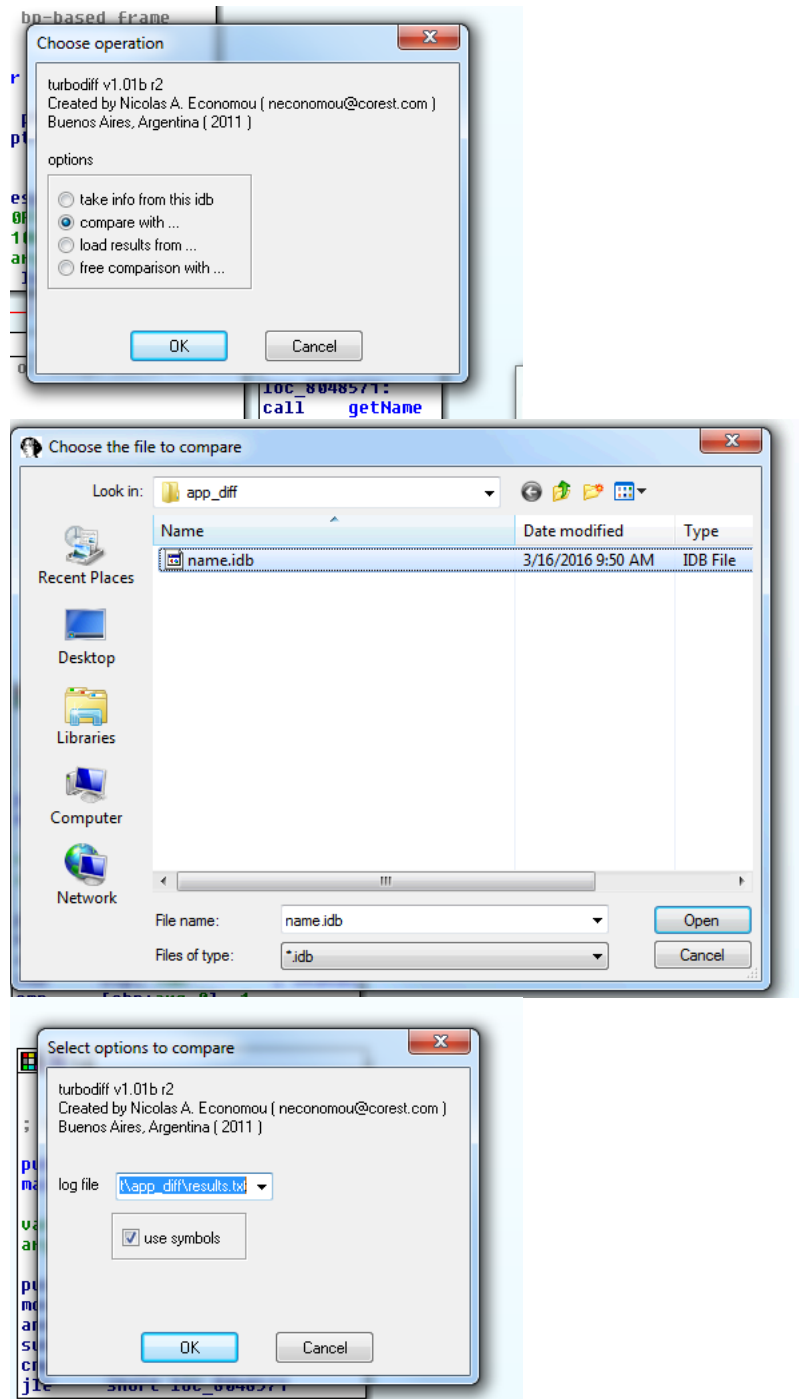 bp-based frame
Choose operation
turbodiff v1.01b r2
Created by Nicolas A. Economou ( neconomou@corest.com )
Buenos Aires, Argentina ( 2011 )
options
take info from this idb
compare with ...
load results from ...
free comparison with ...
OK
Cancel
loc_8048571:
call getName
Choose the file to compare
Look in:
app_diff
Name
Date modified
Type
name.idb
3/16/2016 9:50 AM
IDB File
Recent Places
Desktop
Libraries
Computer
Network
File name:
name.idb
Open
Files of type:
*.idb
Cancel
Select options to compare
turbodiff v1.01b r2
Created by Nicolas A. Economou ( neconomou@corest.com )
Buenos Aires, Argentina ( 2011 )
log file
t\app_diff\results.txt
use symbols
OK
Cancel
jle short loc_8048571